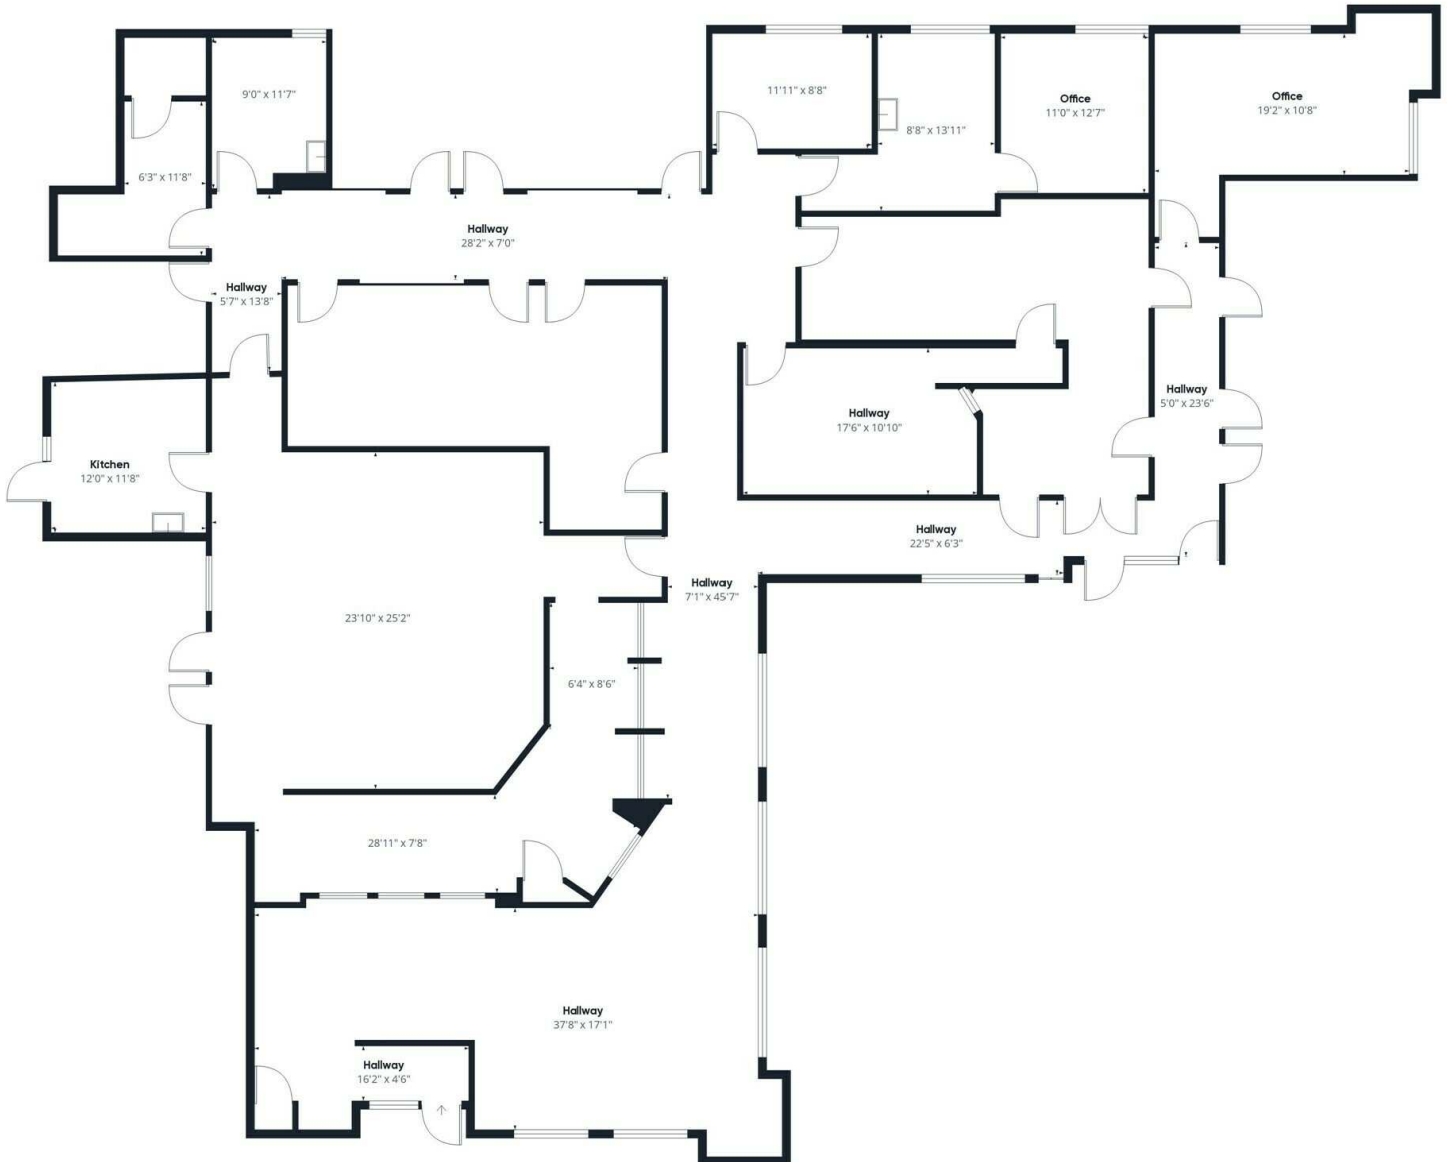 9'0" x 11'7"
11'11" x 8'8"
8'8" x 13'11"
Office
11'0" x 12'7"
Office
19'2" x 10'8"
6'3" x 11'8"
Hallway
28'2" x 7'0"
Hallway
5'7" x 13'8"
Hallway
5'0" x 23'6"
Hallway
17'6" x 10'10"
Kitchen
12'0" x 11'8"
Hallway
22'5" x 6'3"
Hallway
7'1" x 45'7"
23'10" x 25'2"
6'4" x 8'6"
28'11" x 7'8"
Hallway
37'8" x 17'1"
Hallway
16'2" x 4'6"